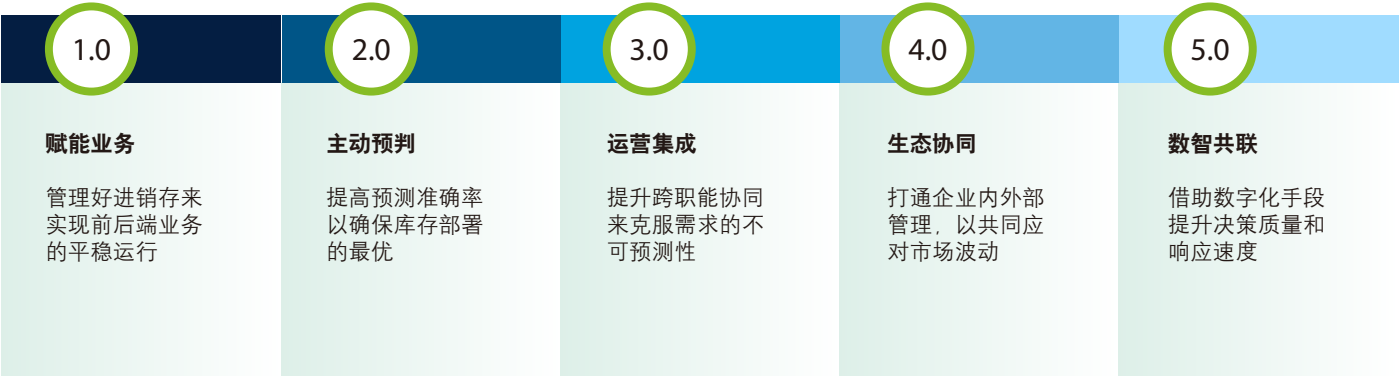 1.0
赋能业务
管理好进销存来
实现前后端业务
的平稳运行
2.0
主动预判
提高预测准确率
以确保库存部署
的最优
3.0
运营集成
提升跨职能协同
来克服需求的不
可预测性
4.0
生态协同
打通企业内外部
管理，以共同应
对市场波动
5.0
数智共联
借助数字化手段
提升决策质量和
响应速度